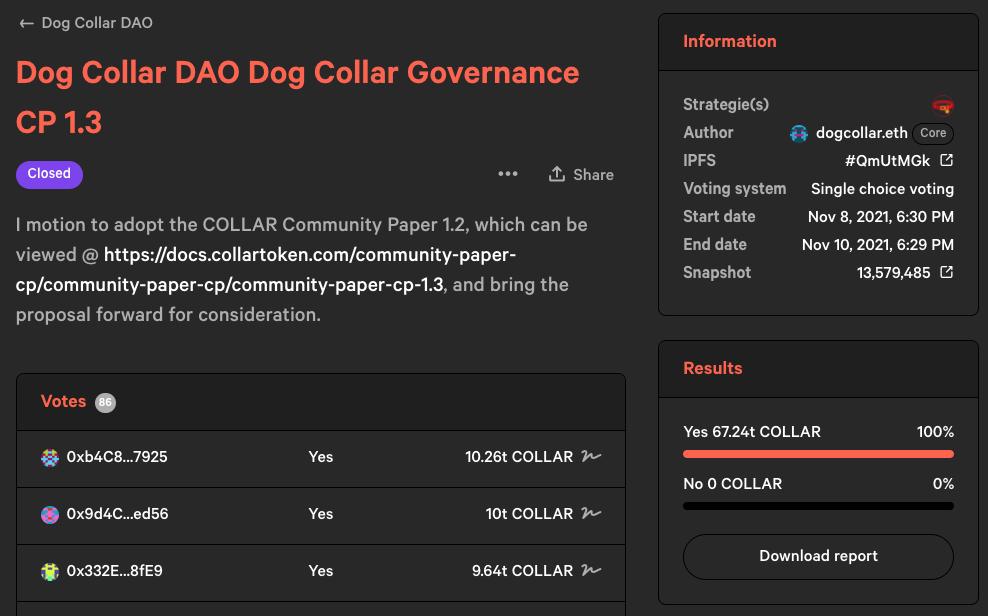 ← Dog Collar DAO
Dog Collar DAO Dog Collar Governance
CP 1.3
Closed
Share
I motion to adopt the COLLAR Community Paper 1.2, which can be
viewed @ https://docs.collartoken.com/community-paper-
cp/community-paper-cp/community-paper-cp-1.3, and bring the
proposal forward for consideration.
Votes 86
0xb4C8...7925 Yes 10.26t COLLAR
0x9d4C...ed56 Yes 10t COLLAR
0x332E...8fE9 Yes 9.64t COLLAR
Information
Strategie(s)
Author dogcollar.eth Core
IPFS #QmUtMGk
Voting system Single choice voting
Start date Nov 8, 2021, 6:30 PM
End date Nov 10, 2021, 6:29 PM
Snapshot 13,579,485
Results
Yes 67.24t COLLAR 100%
No 0 COLLAR 0%
Download report